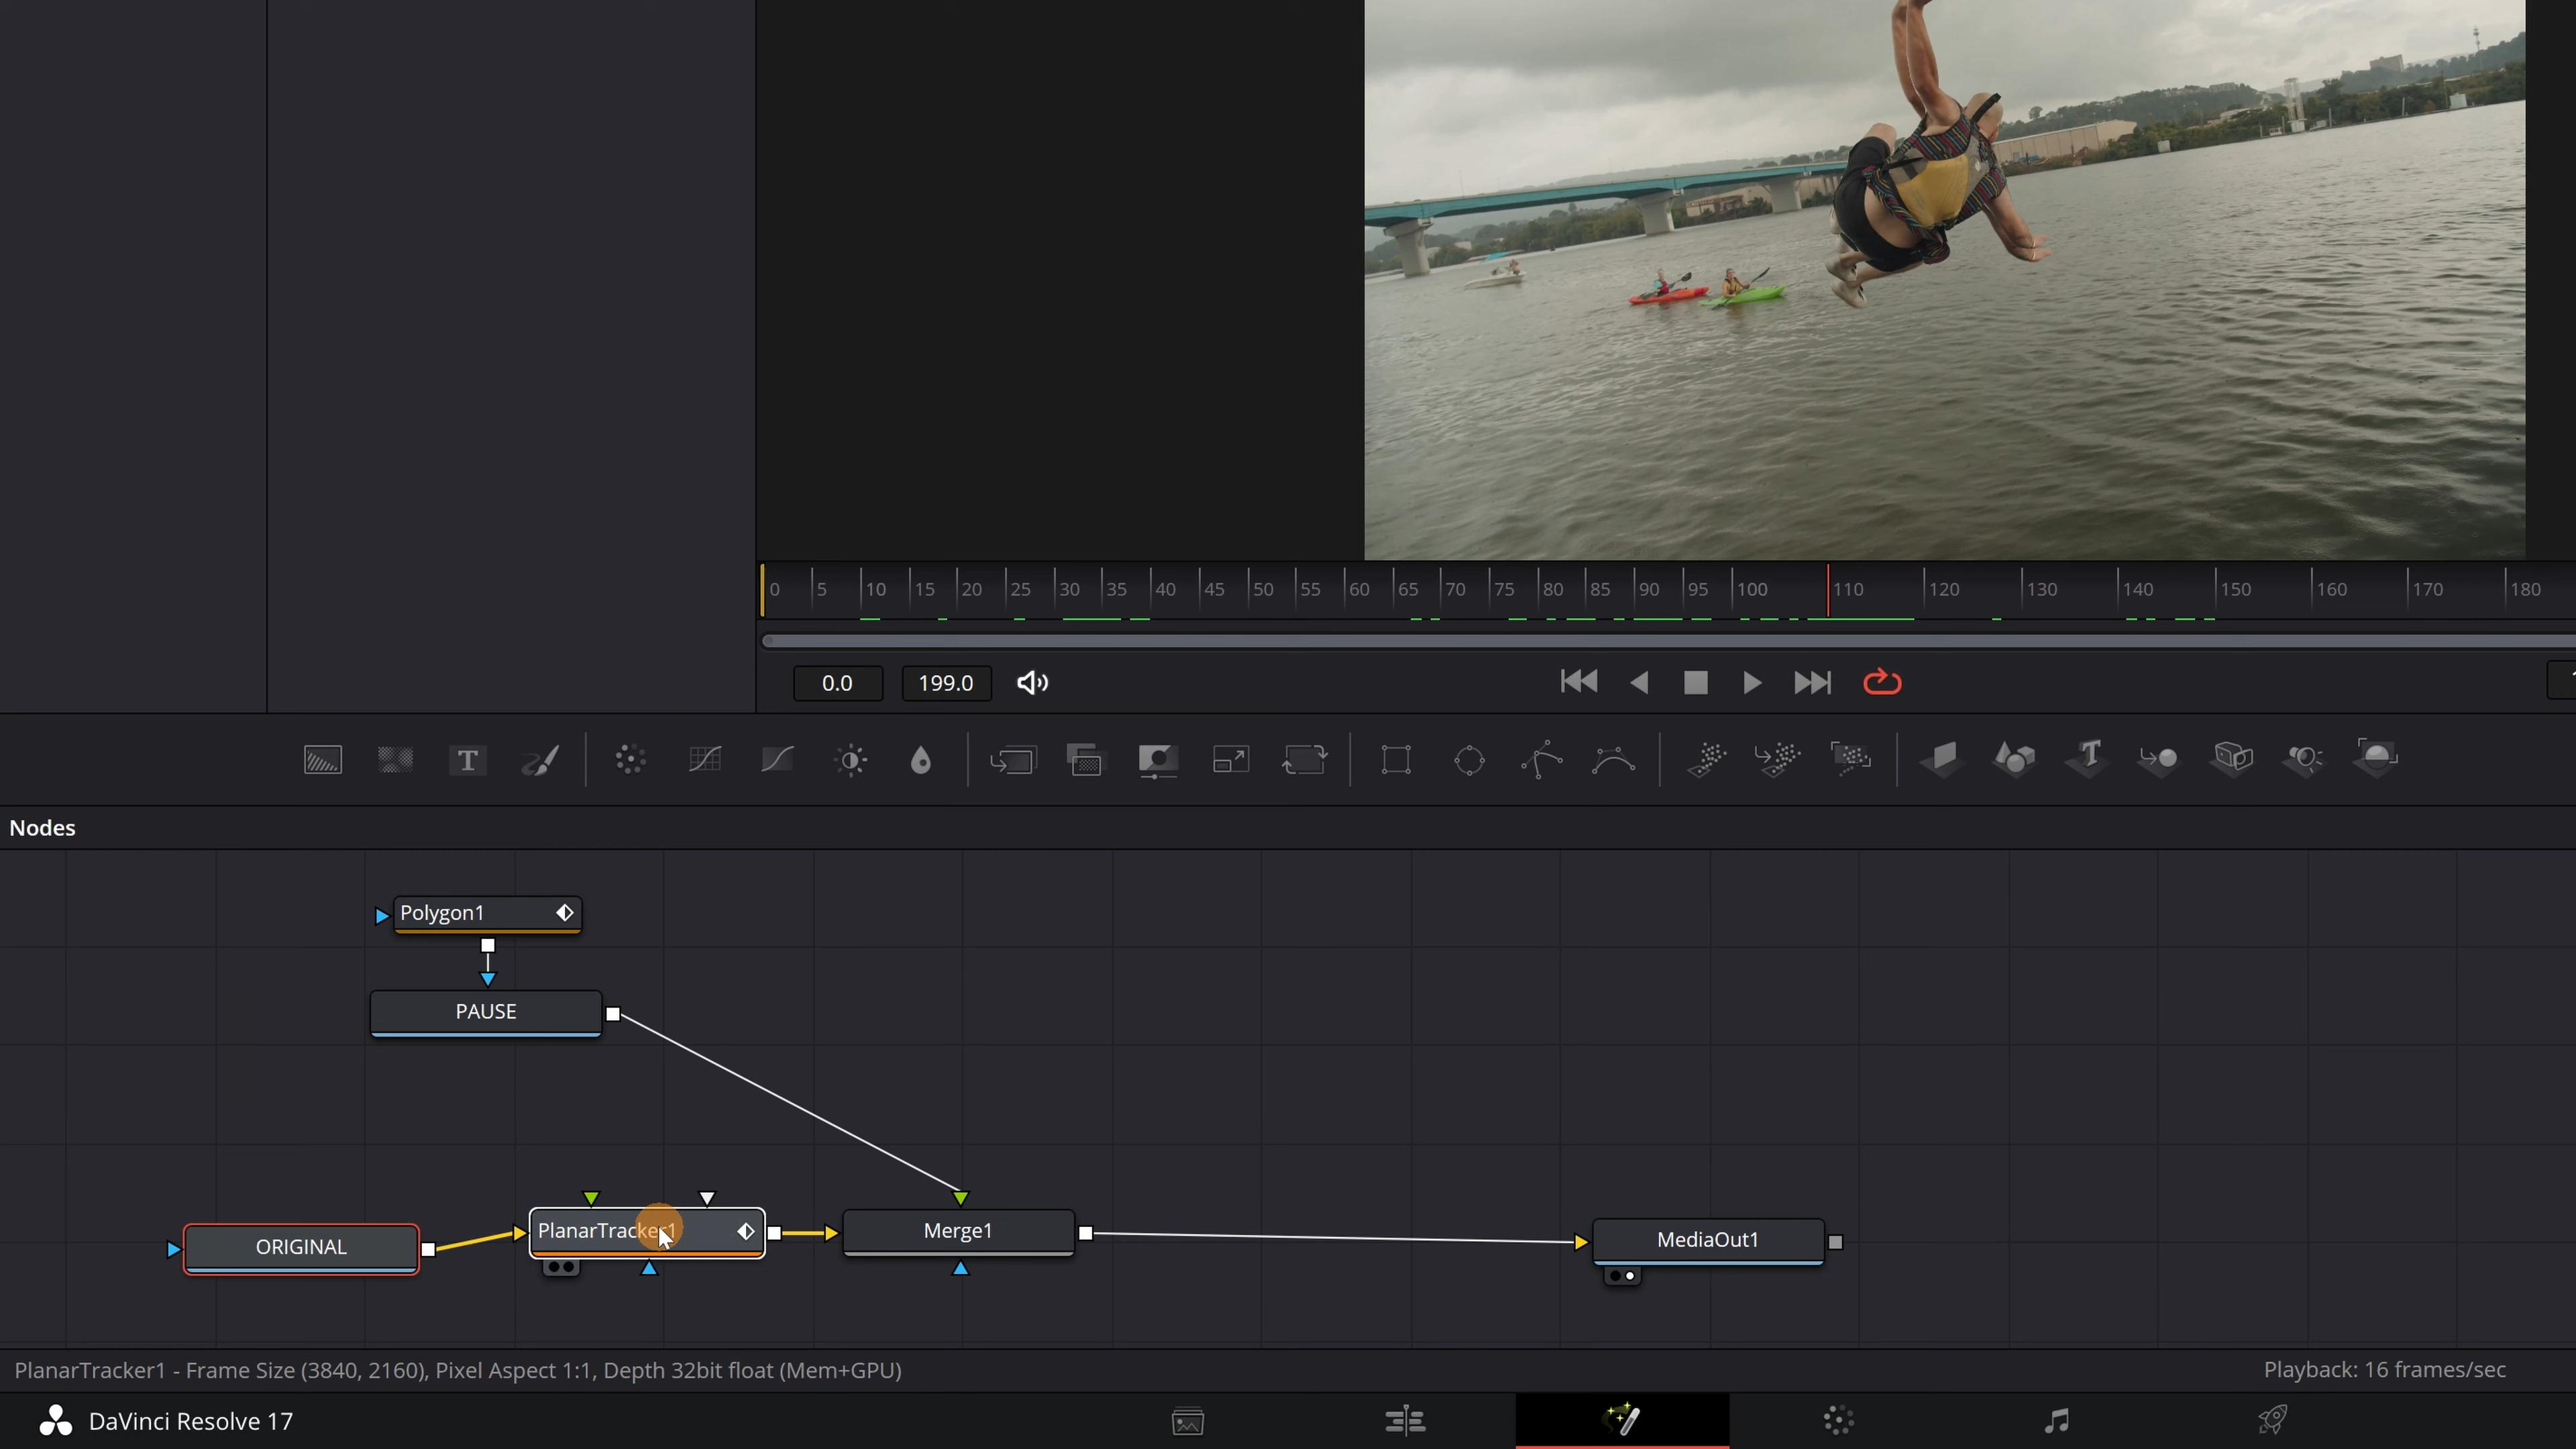 0 5 10 15 20 25 30 35 40 45 50 55 60 65 70 75 80 85 90 95 100 110 120 130 140 150 160 170 180
0.0 199.0
T
Nodes
Polygon1
PAUSE
PlanarTracker1 Merge1
ORIGINAL MediaOut1
PlanarTracker1 - Frame Size (3840, 2160), Pixel Aspect 1:1, Depth 32bit float (Mem+GPU) Playback: 16 frames/sec
DaVinci Resolve 17